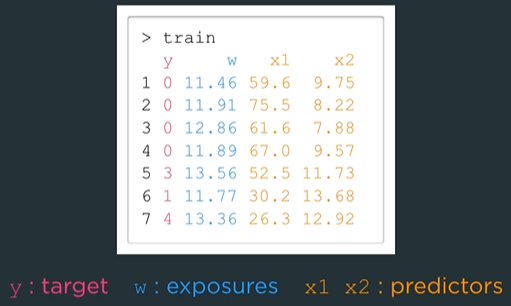 > train
y w x1 x2
1 0 11.46 59.6 9.75
2 0 11.91 75.5 8.22
3 0 12.86 61.6 7.88
4 0 11.89 67.0 9.57
5 3 13.56 52.5 11.73
6 1 11.77 30.2 13.68
7 4 13.36 26.3 12.92
y : target w : exposures x1 x2 : predictors